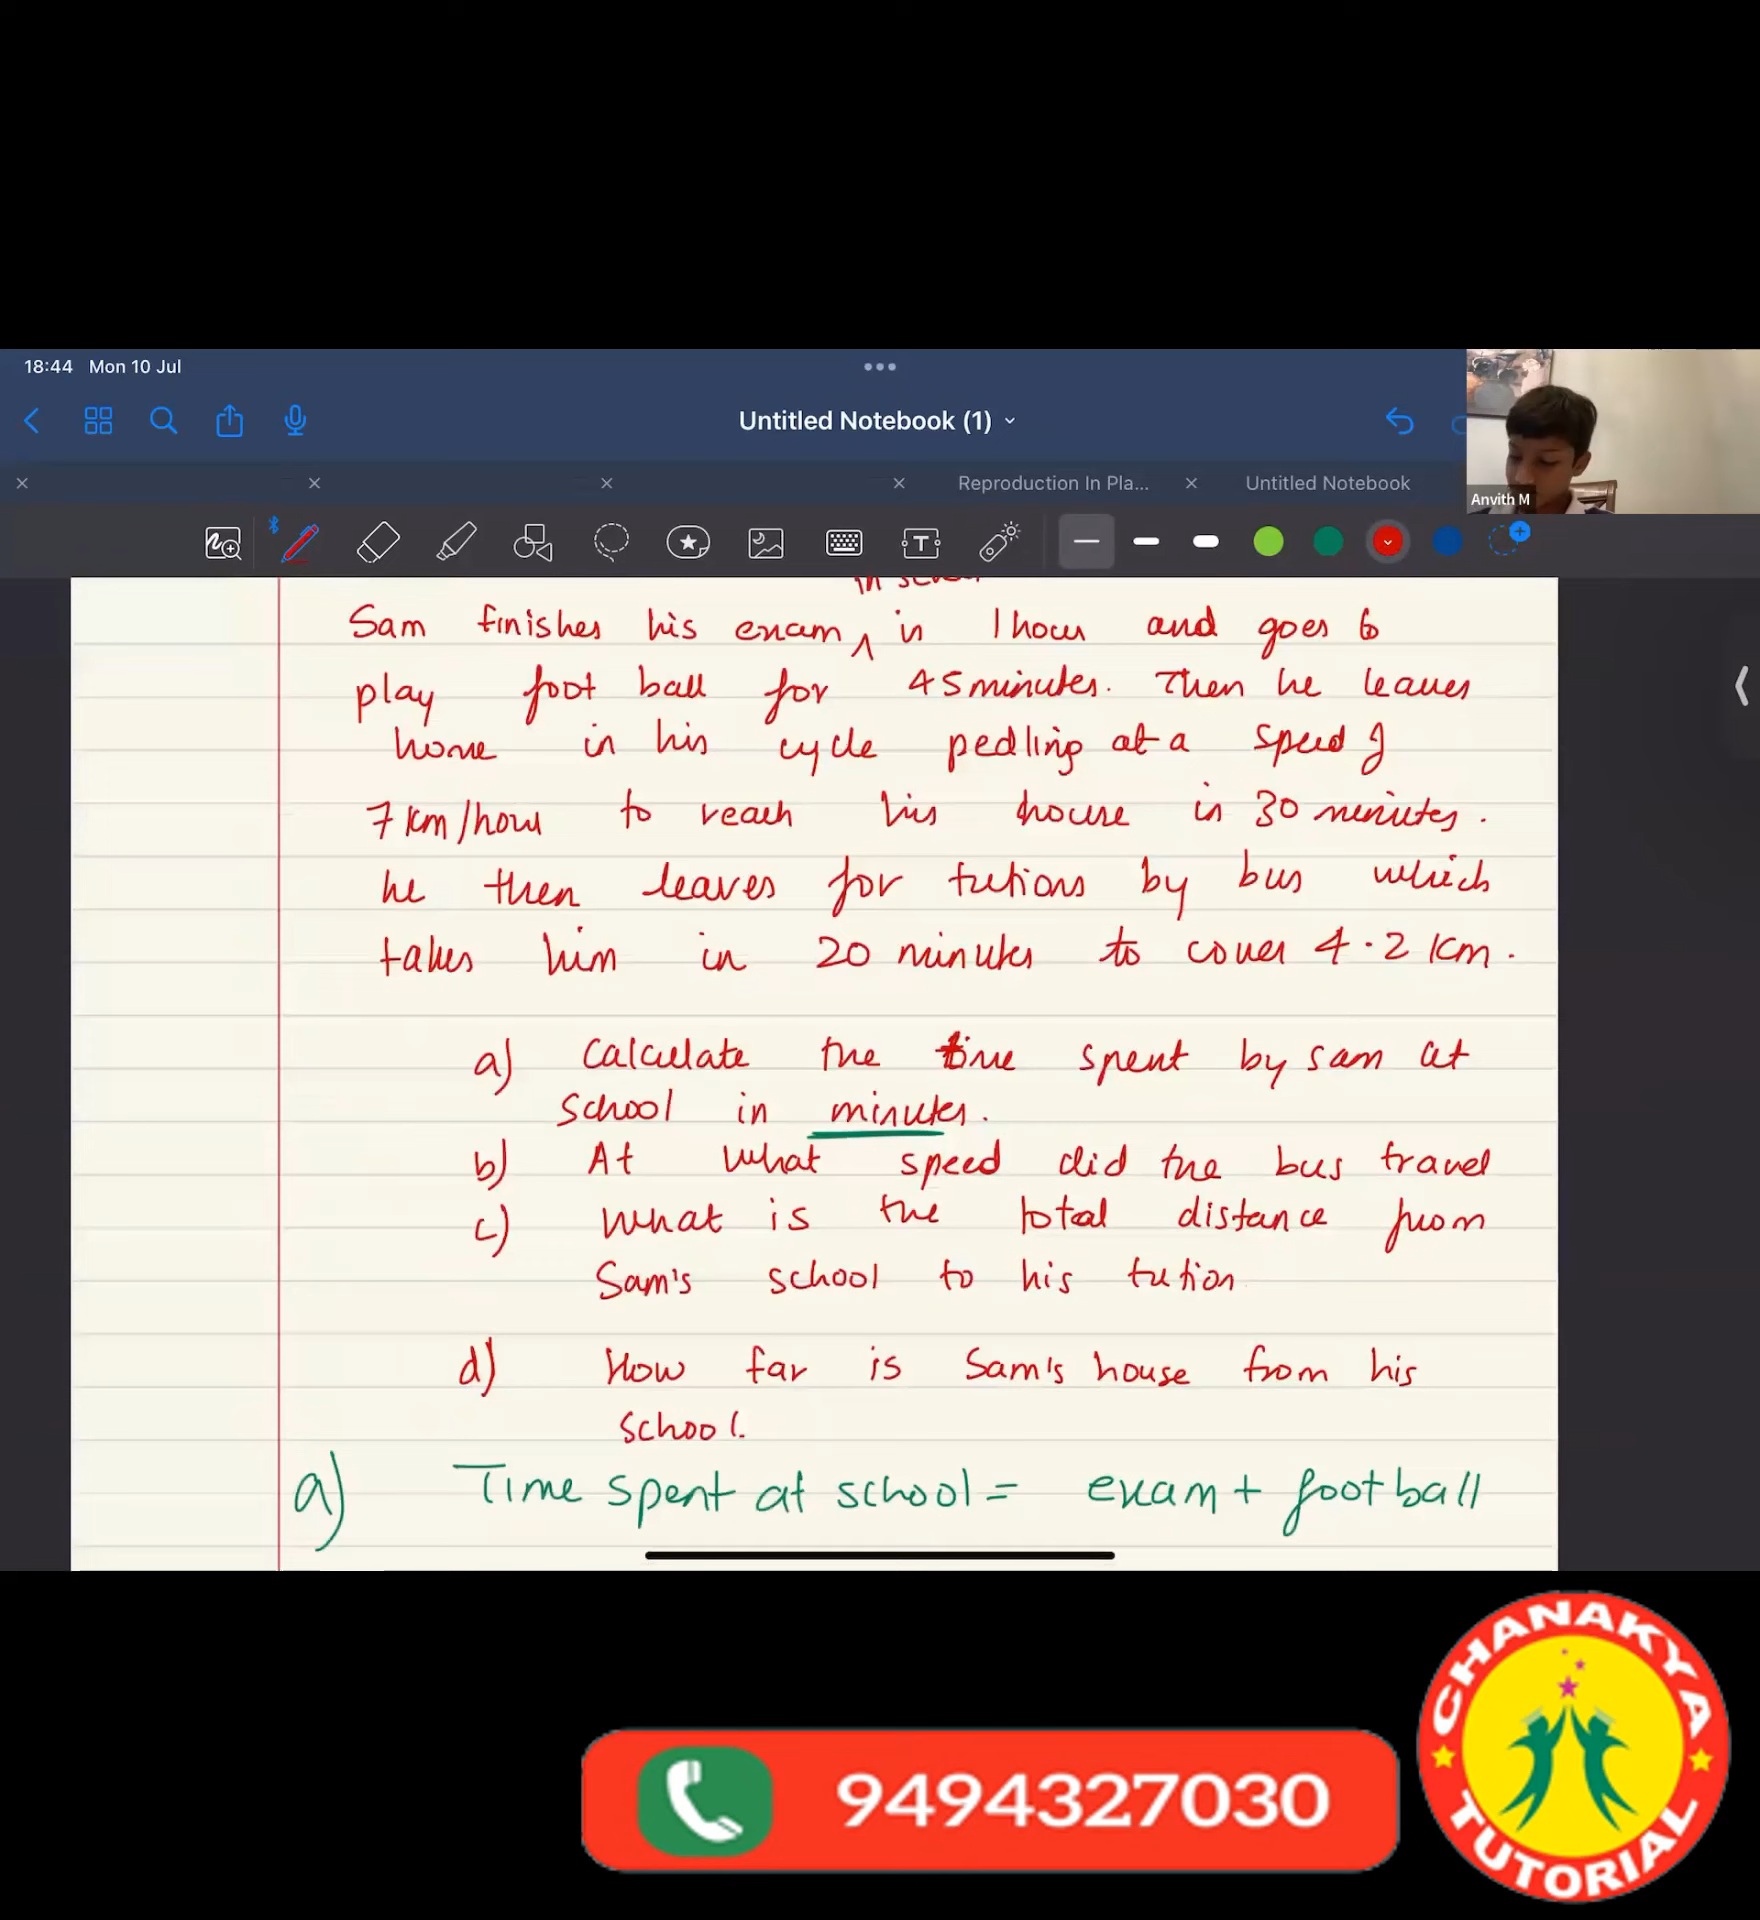 18:44 Mon 10 Jul
Untitled Notebook (1)
Reproduction In Pla...
Untitled Notebook
Anvith M
T
in
Sam finishes his exam ^ in 1 hour and goes to
play foot ball for 45 minutes. Then he leaves
home in his cycle pedling at a speed of
7 km/hour to reach his house in 30 minutes.
he then leaves for tutions by bus which
takes him in 20 minutes to cover 4.2 km.
a) Calculate the time spent by sam at
school in minutes.
b) At what speed did the bus travel
c) What is the total distance from
Sam's school to his tution
d) How far is Sam's house from his
school.
a) Time spent at school = exam + football
9494327030
CHANAKYA
TUTORIAL